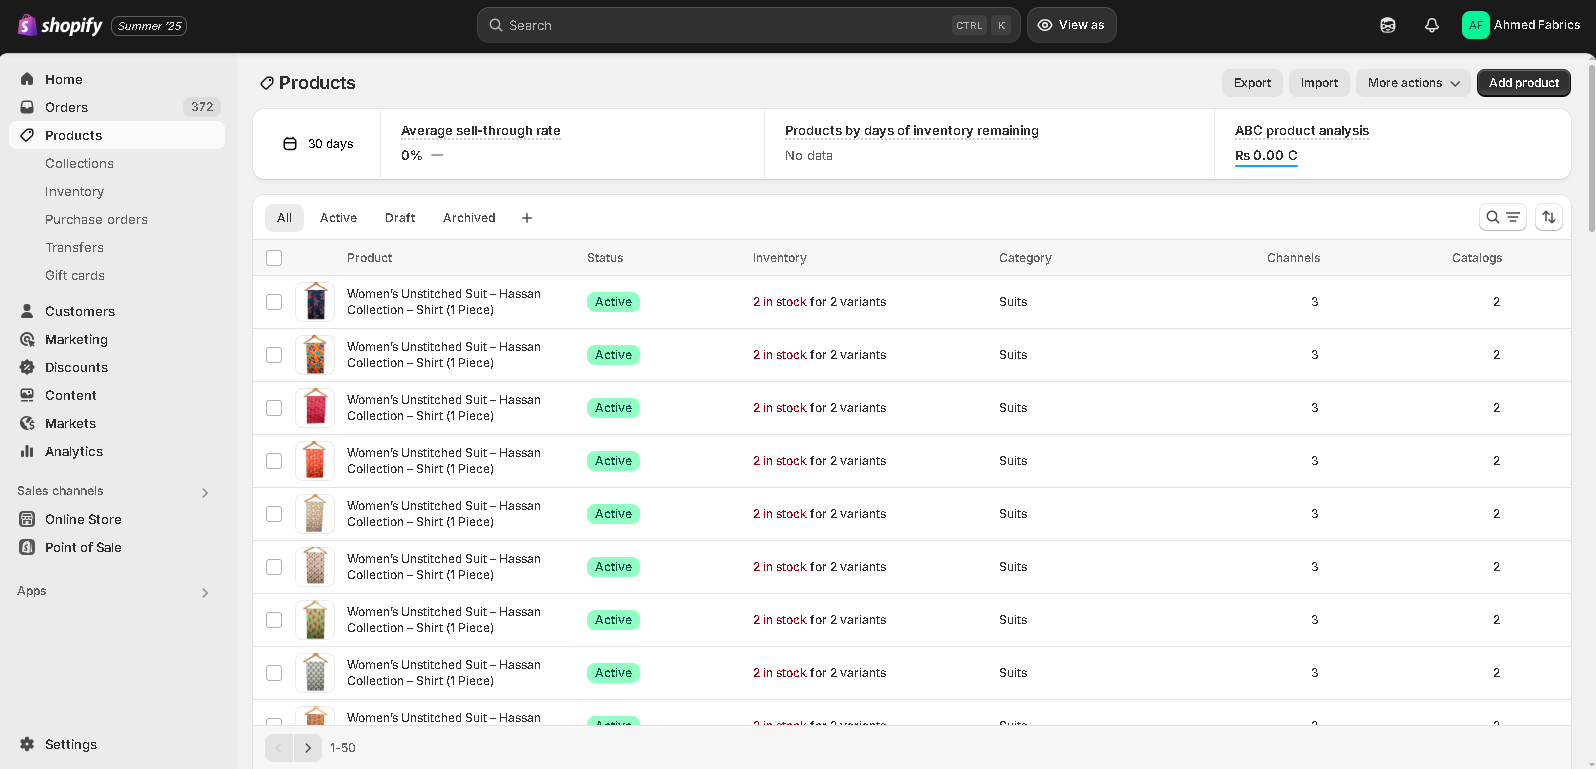 shopify Summer '25
Search CTRL K
View as
AF Ahmed Fabrics
Home
Orders 372
Products
Collections
Inventory
Purchase orders
Transfers
Gift cards
Customers
Marketing
Discounts
Content
Markets
Analytics
Sales channels
Online Store
Point of Sale
Apps
Settings
Products
Export Import More actions Add product
30 days
Average sell-through rate
0% —
Products by days of inventory remaining
No data
ABC product analysis
Rs 0.00 C
All Active Draft Archived +
Product Status Inventory Category Channels Catalogs
Women's Unstitched Suit – Hassan
Collection – Shirt (1 Piece)
Active 2 in stock for 2 variants Suits 3 2
Women's Unstitched Suit – Hassan
Collection – Shirt (1 Piece)
Active 2 in stock for 2 variants Suits 3 2
Women's Unstitched Suit – Hassan
Collection – Shirt (1 Piece)
Active 2 in stock for 2 variants Suits 3 2
Women's Unstitched Suit – Hassan
Collection – Shirt (1 Piece)
Active 2 in stock for 2 variants Suits 3 2
Women's Unstitched Suit – Hassan
Collection – Shirt (1 Piece)
Active 2 in stock for 2 variants Suits 3 2
Women's Unstitched Suit – Hassan
Collection – Shirt (1 Piece)
Active 2 in stock for 2 variants Suits 3 2
Women's Unstitched Suit – Hassan
Collection – Shirt (1 Piece)
Active 2 in stock for 2 variants Suits 3 2
Women's Unstitched Suit – Hassan
Collection – Shirt (1 Piece)
Active 2 in stock for 2 variants Suits 3 2
Women's Unstitched Suit – Hassan
Active 2 in stock for 2 variants Suits 3 2
1-50